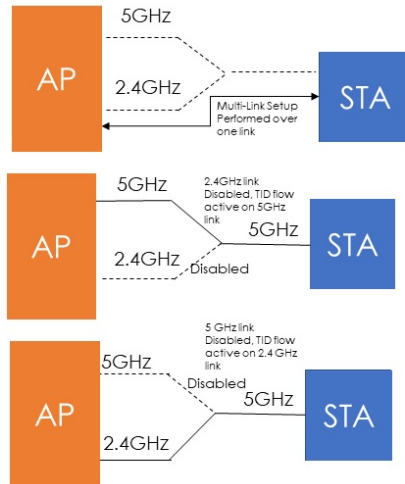 5GHz
AP
2.4GHz
Multi-Link Setup
Performed over
one link
STA
5GHz
2.4GHz link
Disabled, TID flow
active on 5GHz
link
AP
5GHz
STA
2.4GHz
Disabled
5 GHz link
Disabled, TID flow
active on 2.4 GHz
link
5GHz
Disabled
AP
5GHz
STA
2.4GHz